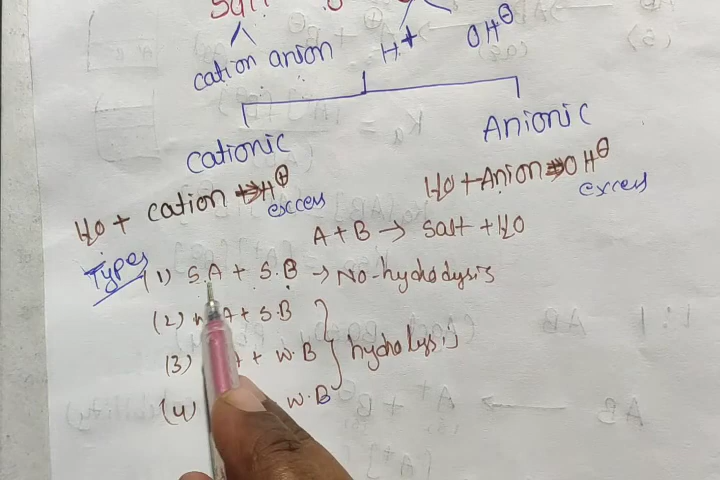 Salt
cation anion H+ OH⊖
Cationic Anionic
H2O + cation → H⊕ H2O + Anion → OH⊖
excess excess
A + B → Salt + H2O
Types
(1) S.A + S.B → No-hydrolysis
(2) A + S.B
(3) + W.B } hydrolysis
(4) W.B